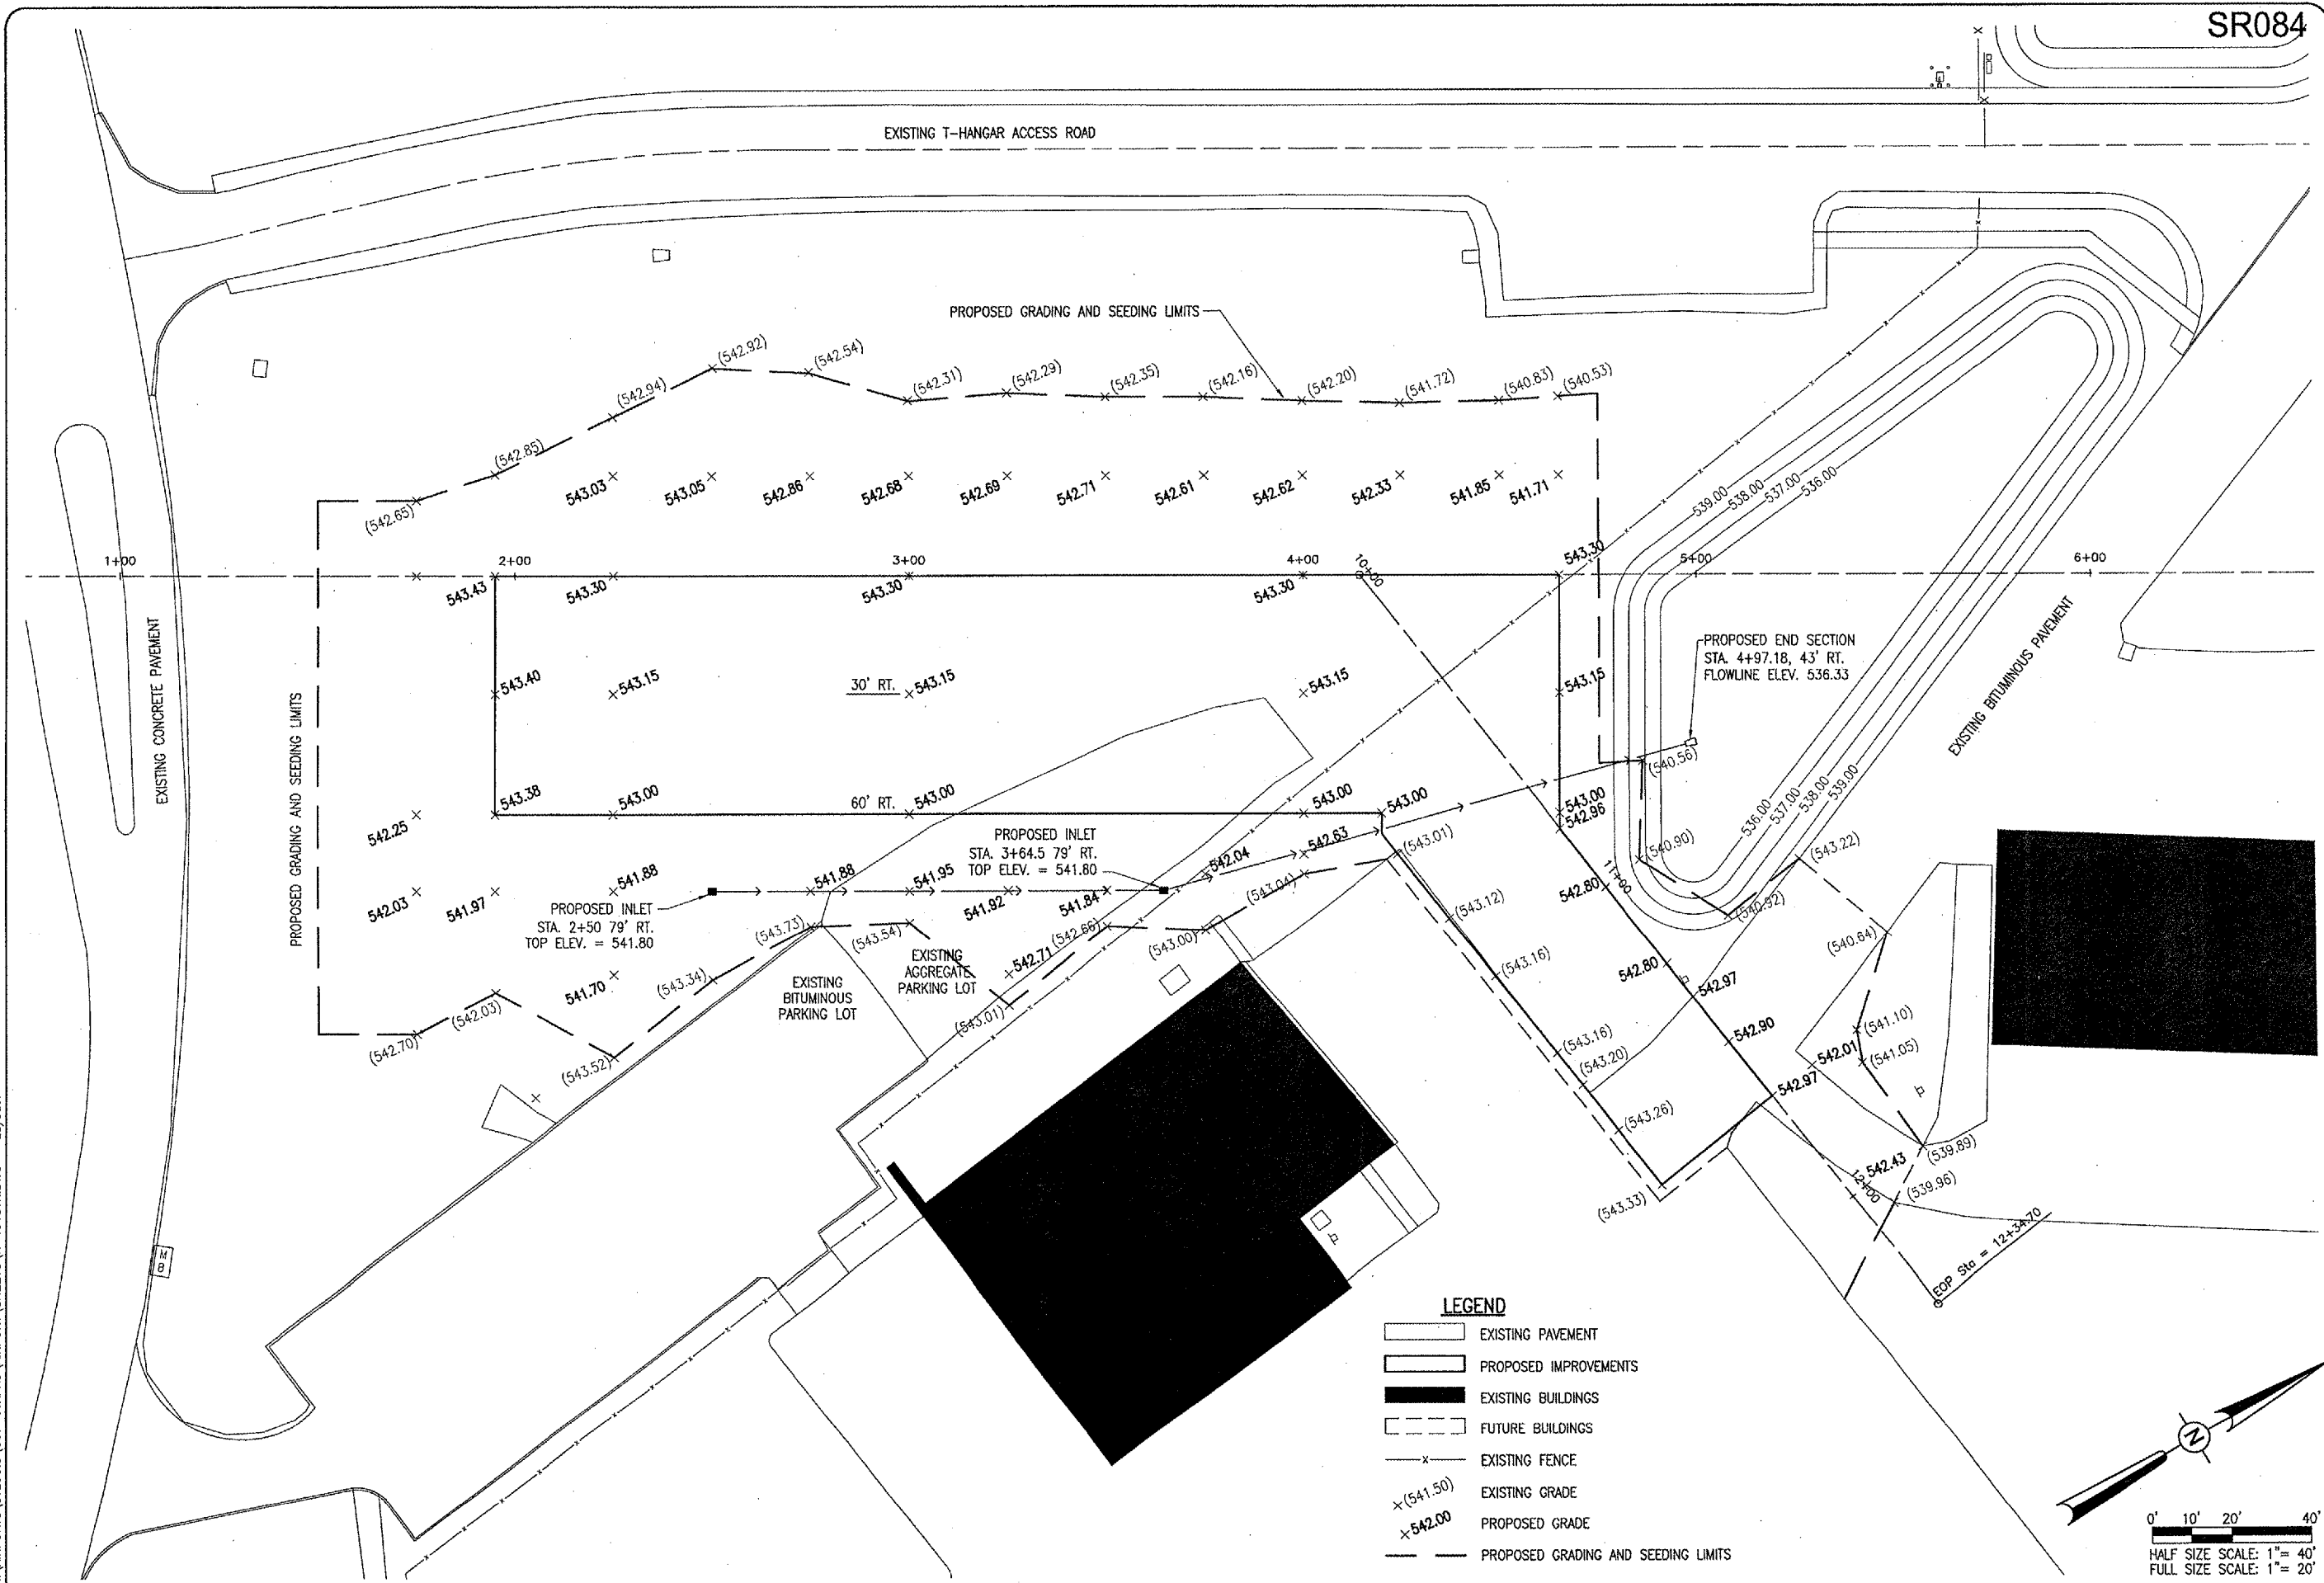 SR084
EXISTING T-HANGAR ACCESS ROAD
PROPOSED GRADING AND SEEDING LIMITS
(542.92)
(542.54)
(542.94)
(542.31)
(542.29)
(542.35)
(542.16)
(542.20)
(541.72)
(540.83)
(540.53)
(542.85)
(542.65)
543.03
543.05
542.86
542.68
542.69
542.71
542.61
542.62
542.33
541.85
541.71
539.00
538.00
537.00
536.00
1+00
2+00
3+00
4+00
10+00
543.30
5+00
6+00
543.43
543.30
543.30
543.30
EXISTING CONCRETE PAVEMENT
PROPOSED GRADING AND SEEDING LIMITS
543.40
543.15
30' RT.
543.15
543.15
543.15
PROPOSED END SECTION
STA. 4+97.18, 43' RT.
FLOWLINE ELEV. 536.33
EXISTING BITUMINOUS PAVEMENT
(540.56)
543.38
543.00
60' RT.
543.00
543.00
543.00
543.00
542.96
536.00
537.00
538.00
539.00
542.25
PROPOSED INLET
STA. 3+64.5 79' RT.
TOP ELEV. = 541.80
542.63
542.04
(543.01)
(540.90)
(543.22)
11+00
542.03
541.97
541.88
541.88
541.95
541.92
541.84
(543.04)
542.80
(540.92)
PROPOSED INLET
STA. 2+50 79' RT.
TOP ELEV. = 541.80
(543.73)
(543.54)
(542.66)
(543.00)
(543.12)
(540.64)
EXISTING
AGGREGATE
PARKING LOT
542.71
EXISTING
BITUMINOUS
PARKING LOT
541.70
(543.34)
(543.16)
542.80
542.97
(542.03)
(543.01)
(542.70)
(543.52)
(543.16)
(543.20)
542.90
(541.10)
542.01
(541.05)
542.97
(543.26)
(539.89)
542.43
12+00
(539.96)
(543.33)
M
8
EOP Sta = 12+34.70
LEGEND
EXISTING PAVEMENT
PROPOSED IMPROVEMENTS
EXISTING BUILDINGS
FUTURE BUILDINGS
x EXISTING FENCE
x(541.50) EXISTING GRADE
x542.00 PROPOSED GRADE
PROPOSED GRADING AND SEEDING LIMITS
N
0' 10' 20' 40'
HALF SIZE SCALE: 1"= 40'
FULL SIZE SCALE: 1"= 20'